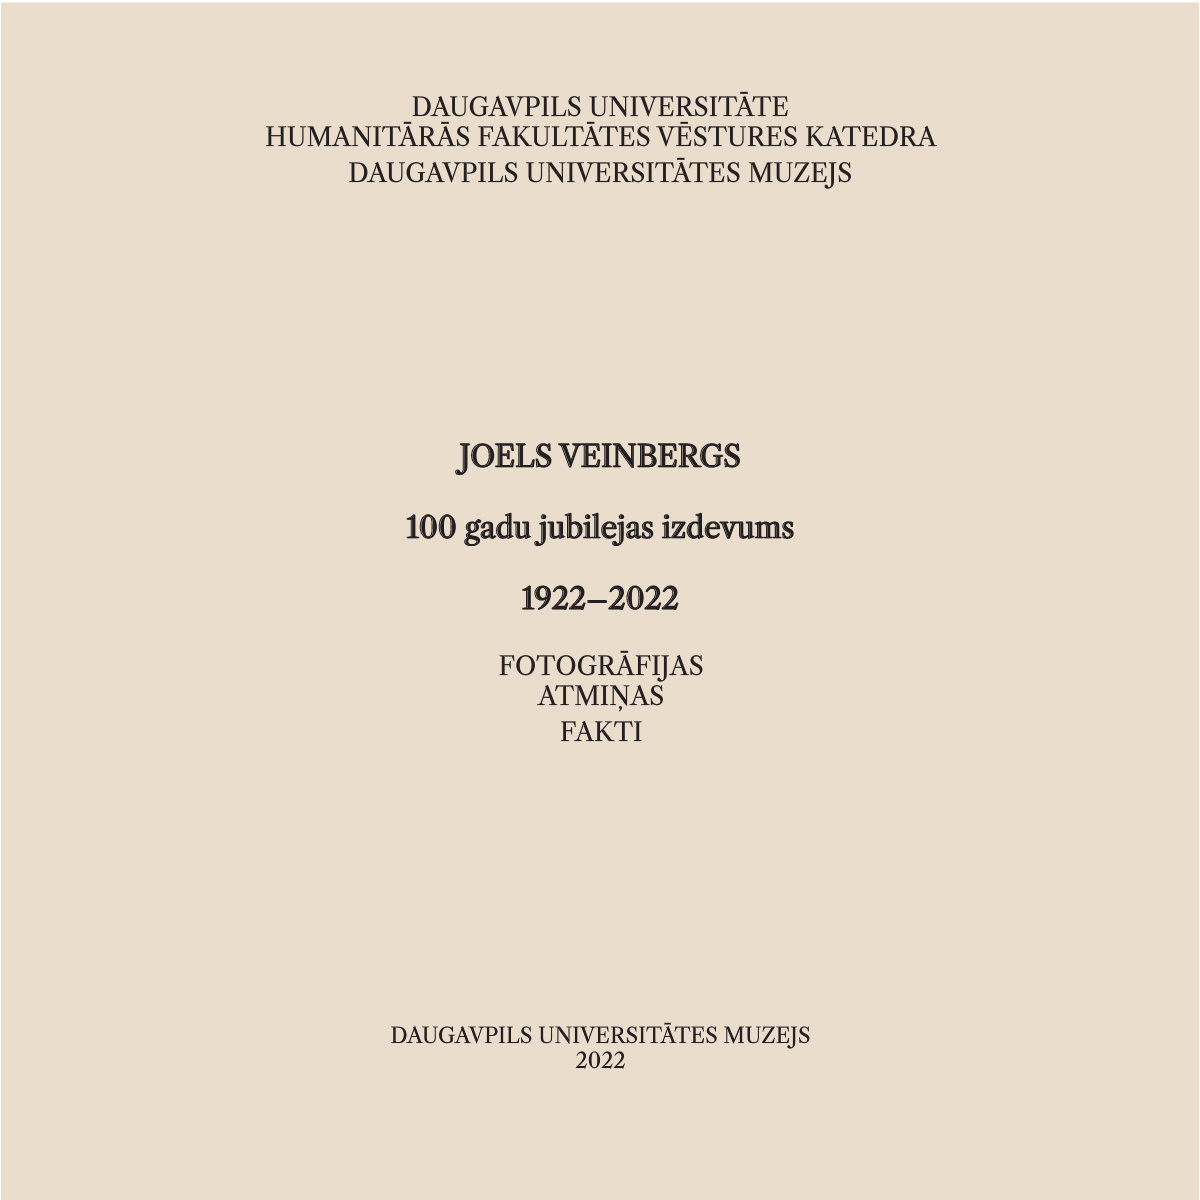 DAUGAVPILS UNIVERSITĀTE
HUMANITĀRĀS FAKULTĀTES VĒSTURES KATEDRA
DAUGAVPILS UNIVERSITĀTES MUZEJS
JOELS VEINBERGS
100 gadu jubilejas izdevums
1922–2022
FOTOGRĀFIJAS
ATMIŅAS
FAKTI
DAUGAVPILS UNIVERSITĀTES MUZEJS
2022